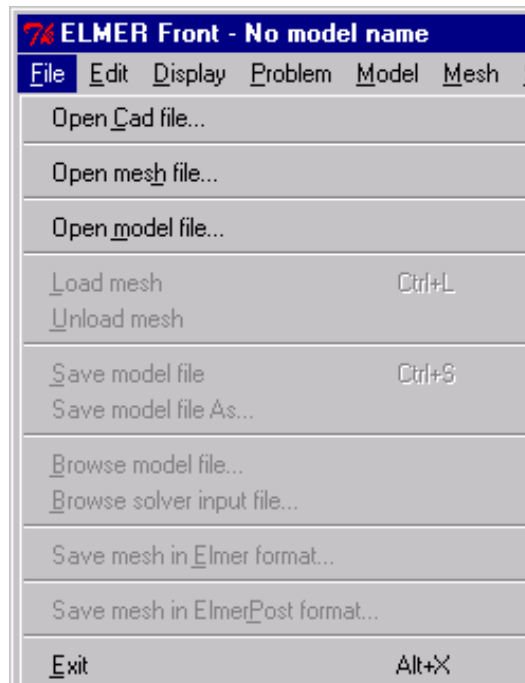 ELMER Front - No model name
File Edit Display Problem Model Mesh
Open Cad file...
Open mesh file...
Open model file...
Load mesh Ctrl+L
Unload mesh
Save model file Ctrl+S
Save model file As...
Browse model file...
Browse solver input file...
Save mesh in Elmer format...
Save mesh in ElmerPost format...
Exit Alt+X